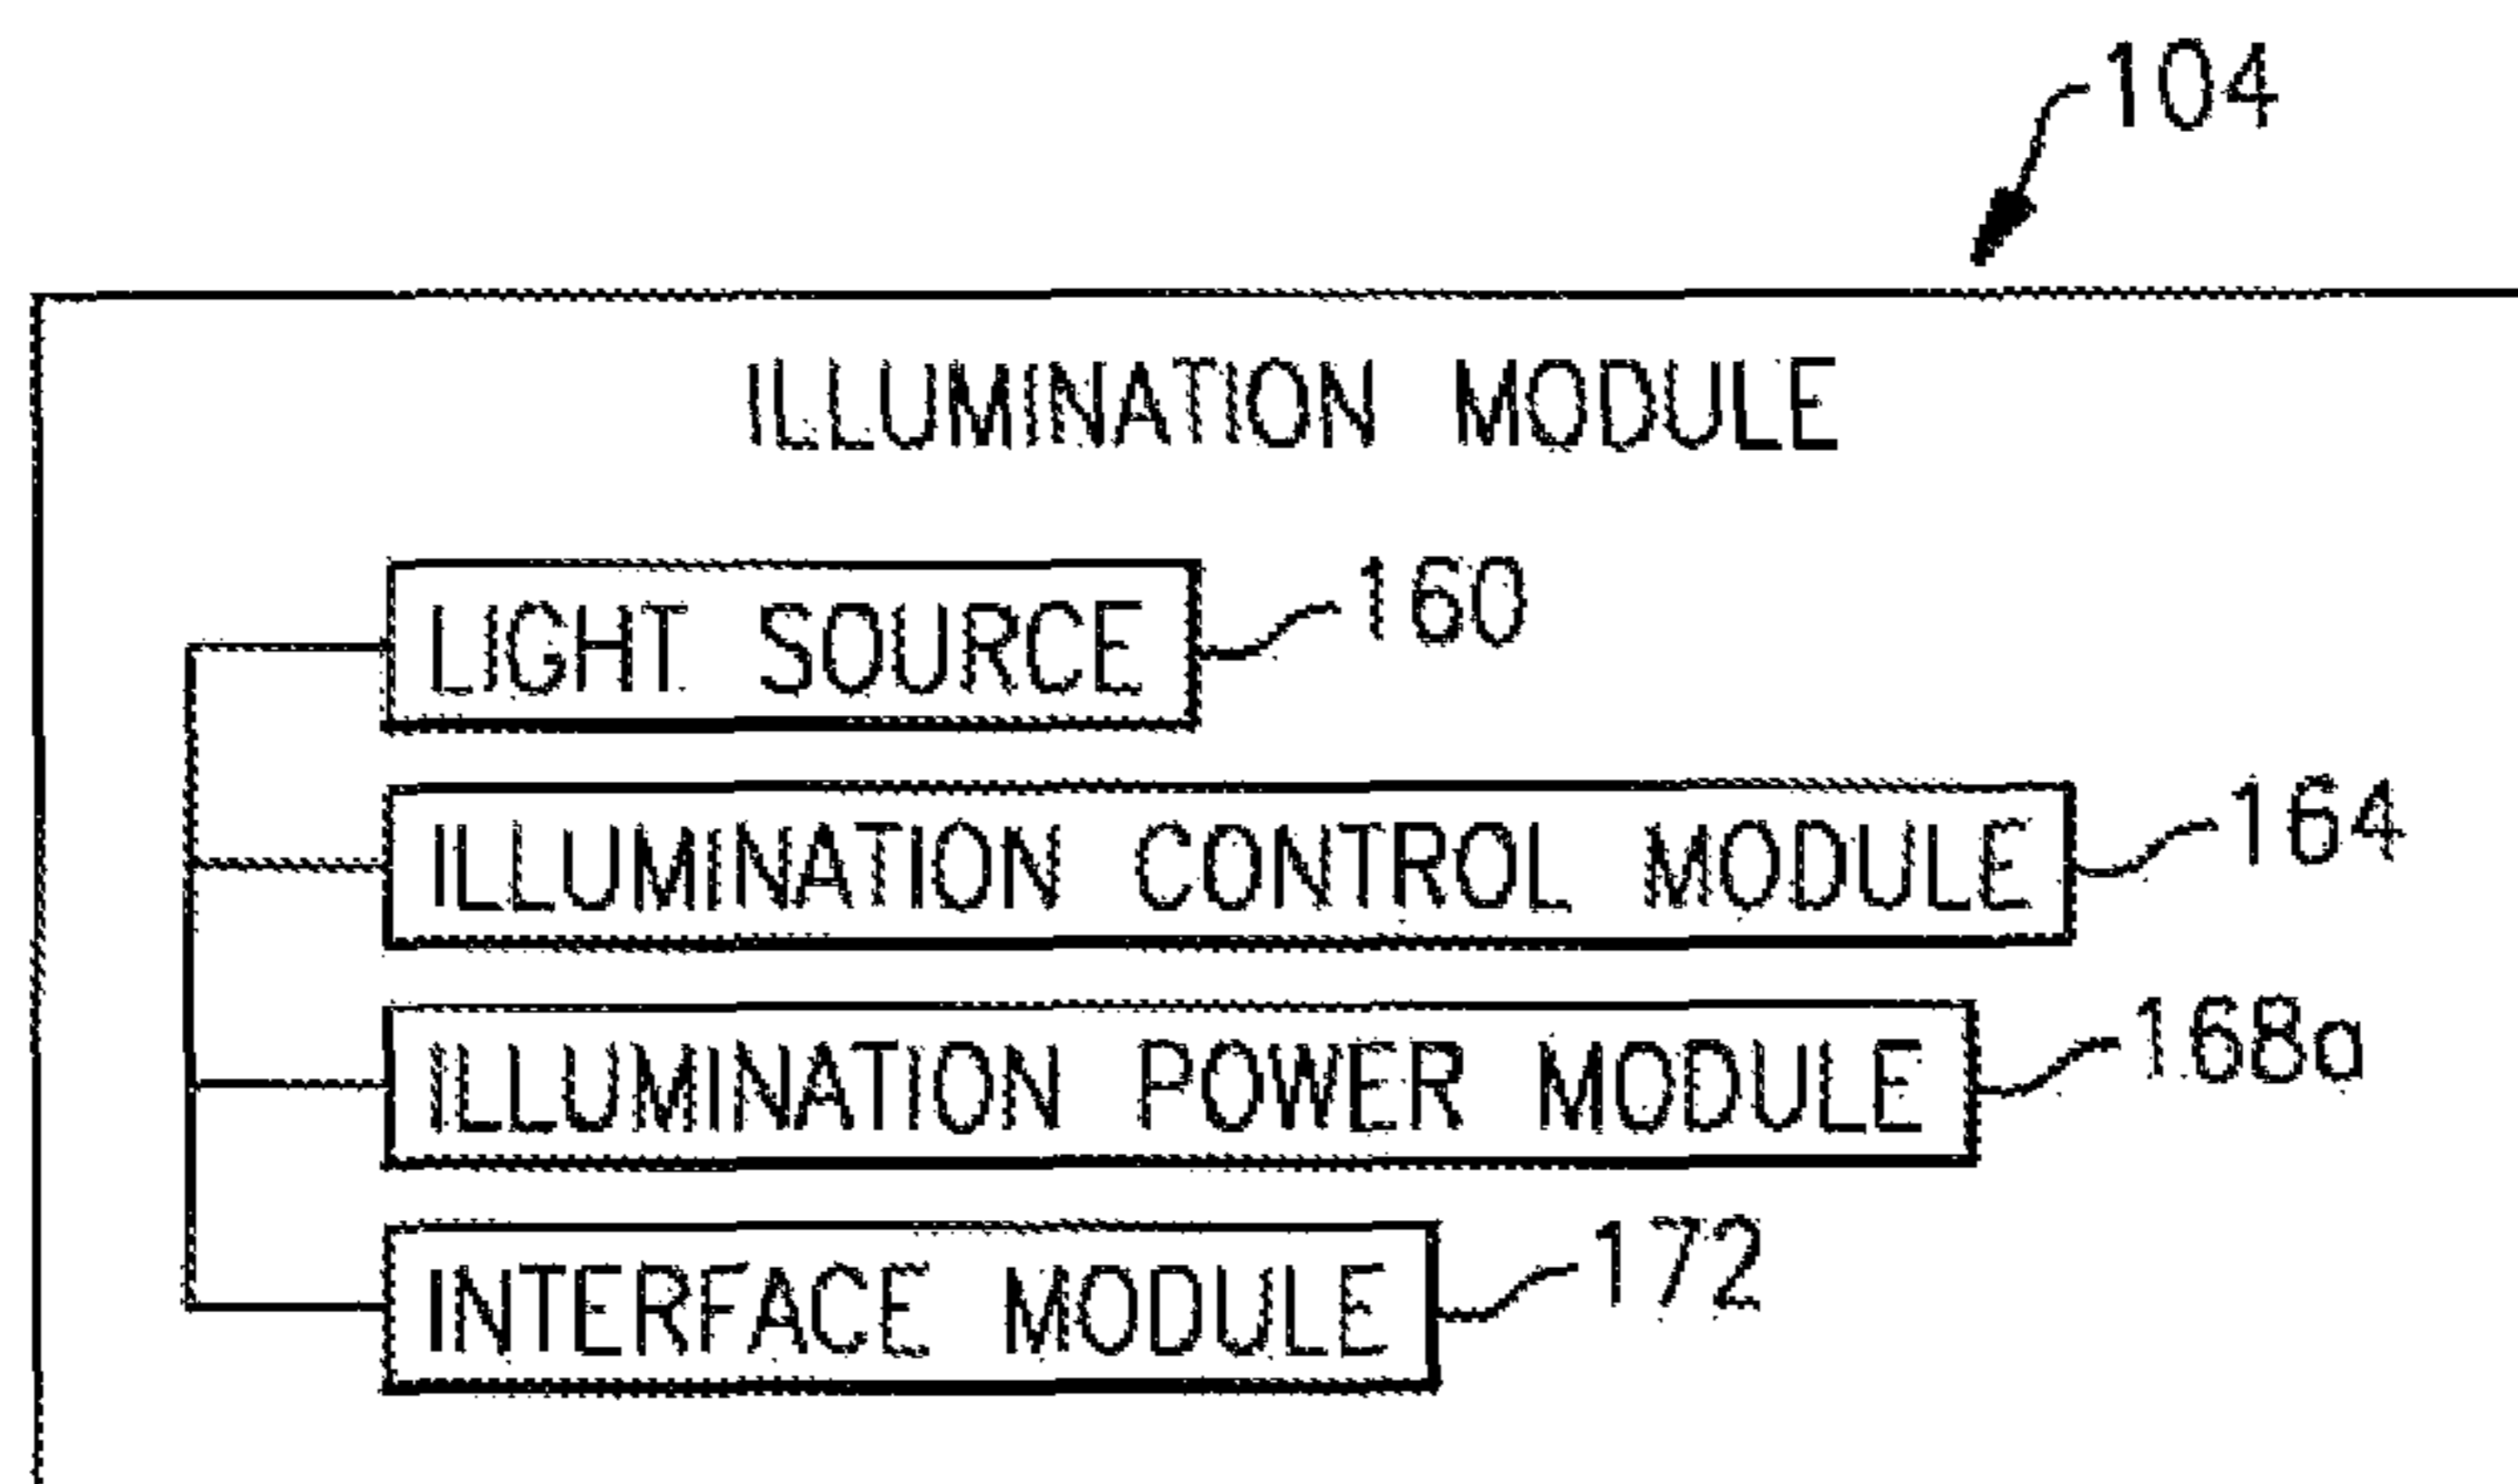 104
ILLUMINATION MODULE
LIGHT SOURCE 160
ILLUMINATION CONTROL MODULE 164
ILLUMINATION POWER MODULE 168a
INTERFACE MODULE 172